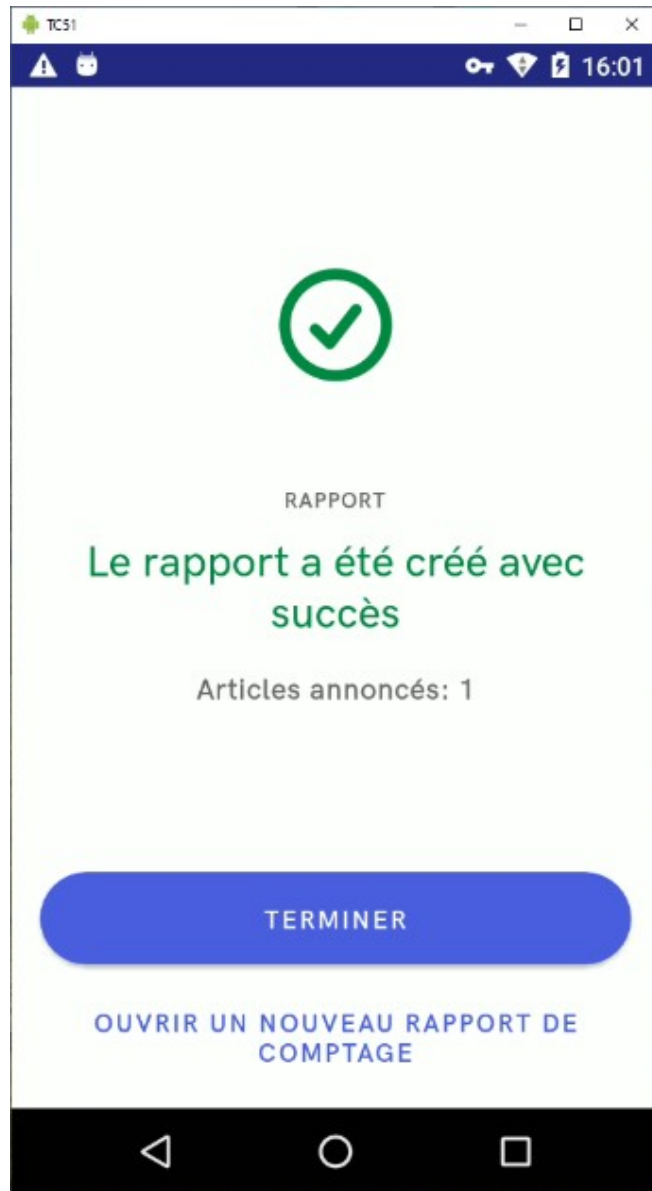 TC51
16:01
RAPPORT
Le rapport a été créé avec
succès
Articles annoncés: 1
TERMINER
OUVRIR UN NOUVEAU RAPPORT DE
COMPTAGE